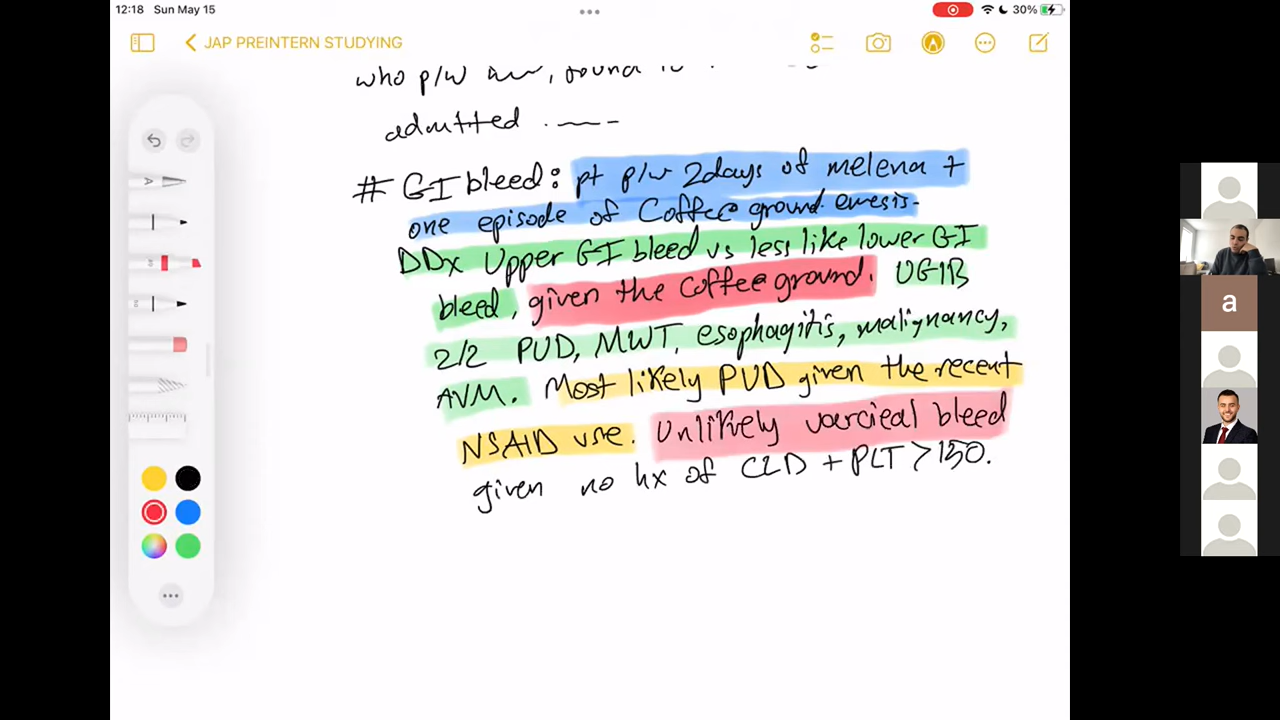 12:18 Sun May 15
30%
JAP PREINTERN STUDYING
who p/w
admitted
# GI bleed: pt p/w 2days of melena +
one episode of Coffee ground emesis.
DDx Upper GI bleed vs less like lower GI
bleed, given the Coffee ground. UGIB
2/2 PUD, MWT, esophagitis, malignancy,
AVM. Most likely PUD given the recent
NSAID use. Unlikely varcieal bleed
given no hx of CLD + PLT >150.
a